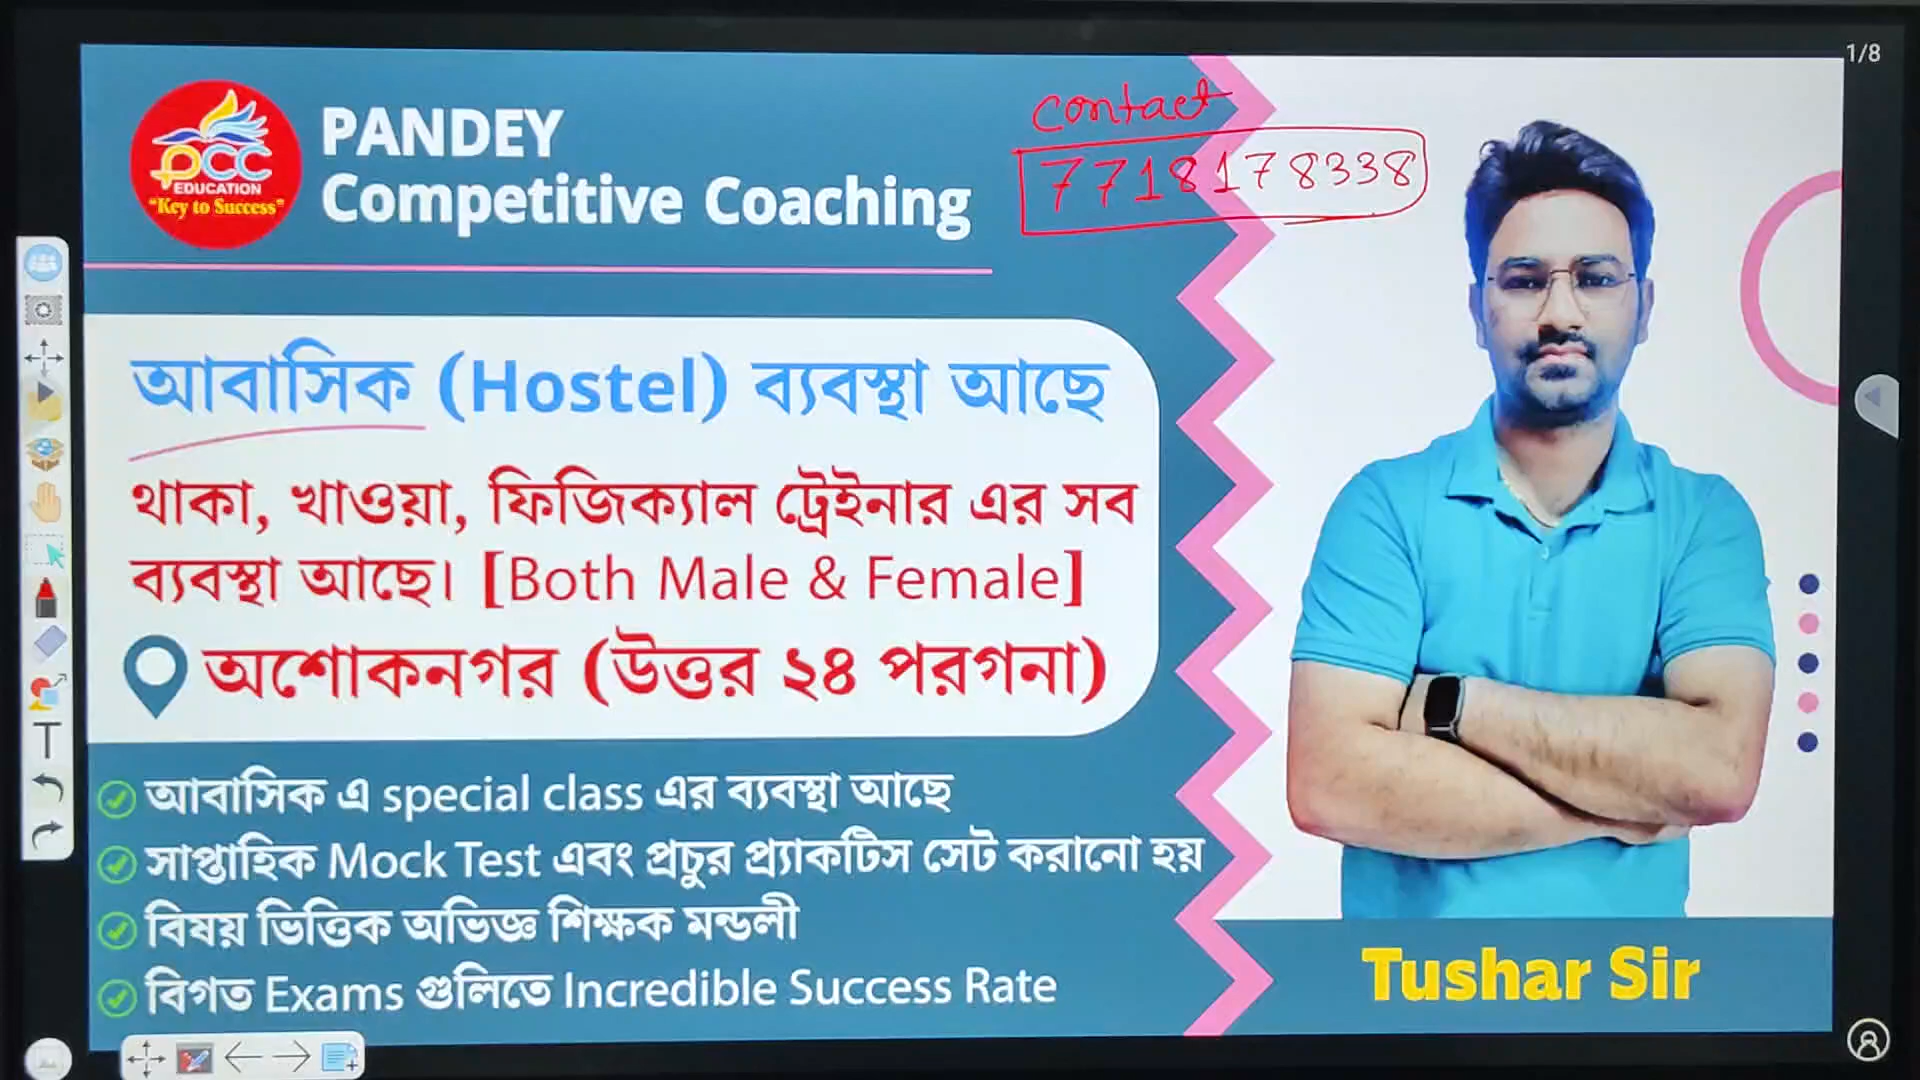 1/8
PCC
EDUCATION
"Key to Success"
PANDEY
Competitive Coaching
contact
7718178338
আবাসিক (Hostel) ব্যবস্থা আছে
থাকা, খাওয়া, ফিজিক্যাল ট্রেইনার এর সব
ব্যবস্থা আছে। [Both Male & Female]
অশোকনগর (উত্তর ২৪ পরগনা)
আবাসিক এ special class এর ব্যবস্থা আছে
সাপ্তাহিক Mock Test এবং প্রচুর প্র্যাকটিস সেট করানো হয়
বিষয় ভিত্তিক অভিজ্ঞ শিক্ষক মন্ডলী
বিগত Exams গুলিতে Incredible Success Rate
Tushar Sir
T